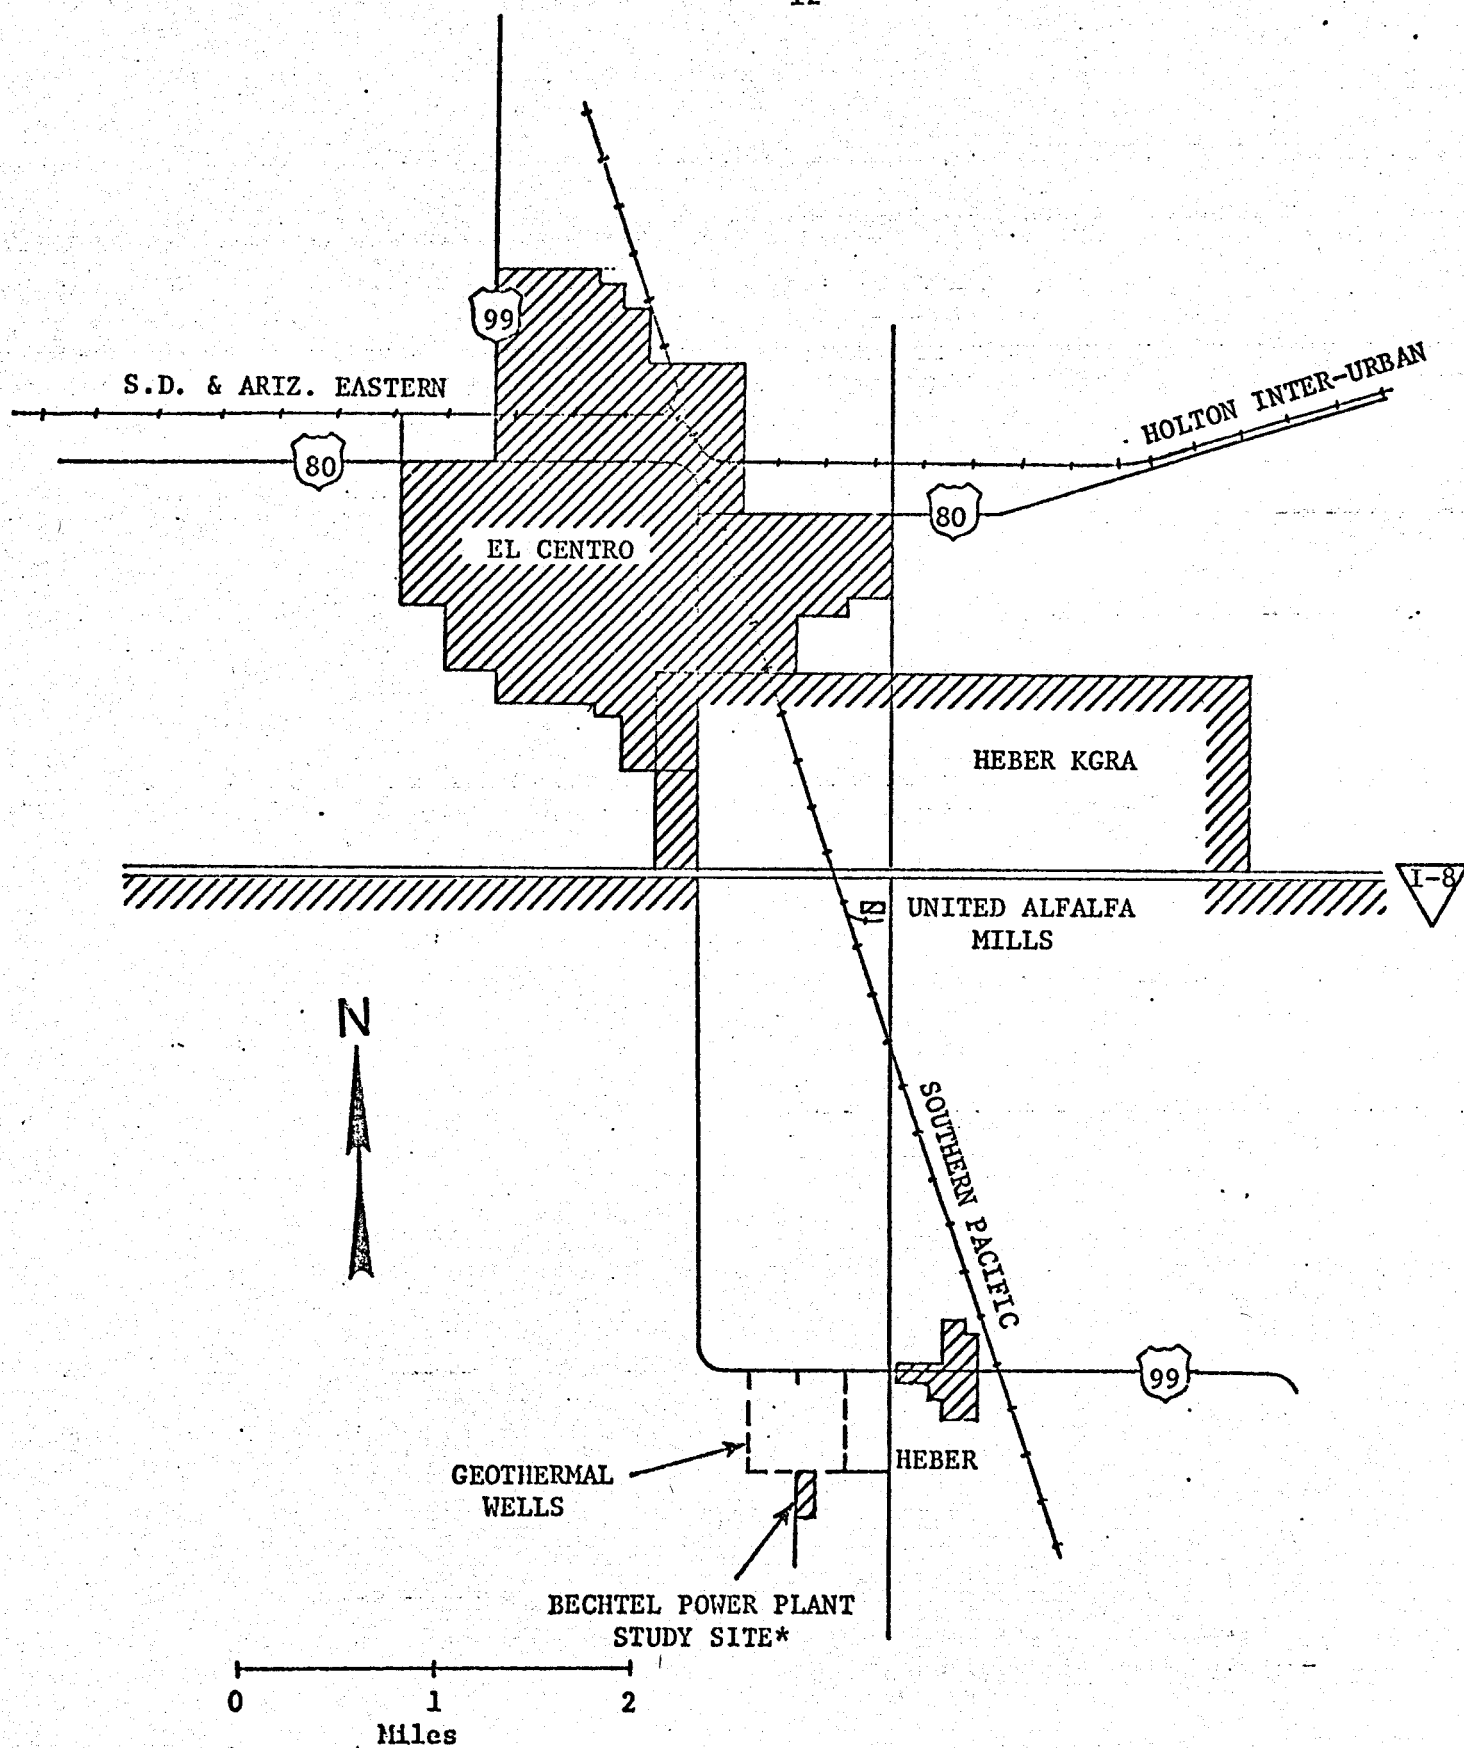 12
99
S.D. & ARIZ. EASTERN
HOLTON INTER-URBAN
80
80
EL CENTRO
HEBER KGRA
I-8
UNITED ALFALFA
MILLS
N
SOUTHERN PACIFIC
99
HEBER
GEOTHERMAL
WELLS
BECHTEL POWER PLANT
STUDY SITE*
0 1 2
Miles